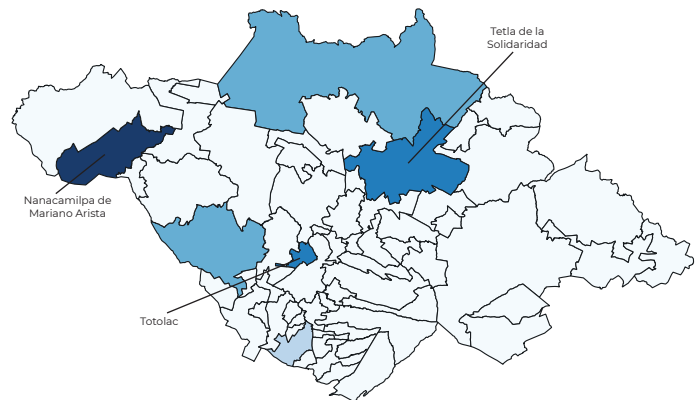 Tetla de la
Solidaridad
Nanacamilpa de
Mariano Arista
Totolac